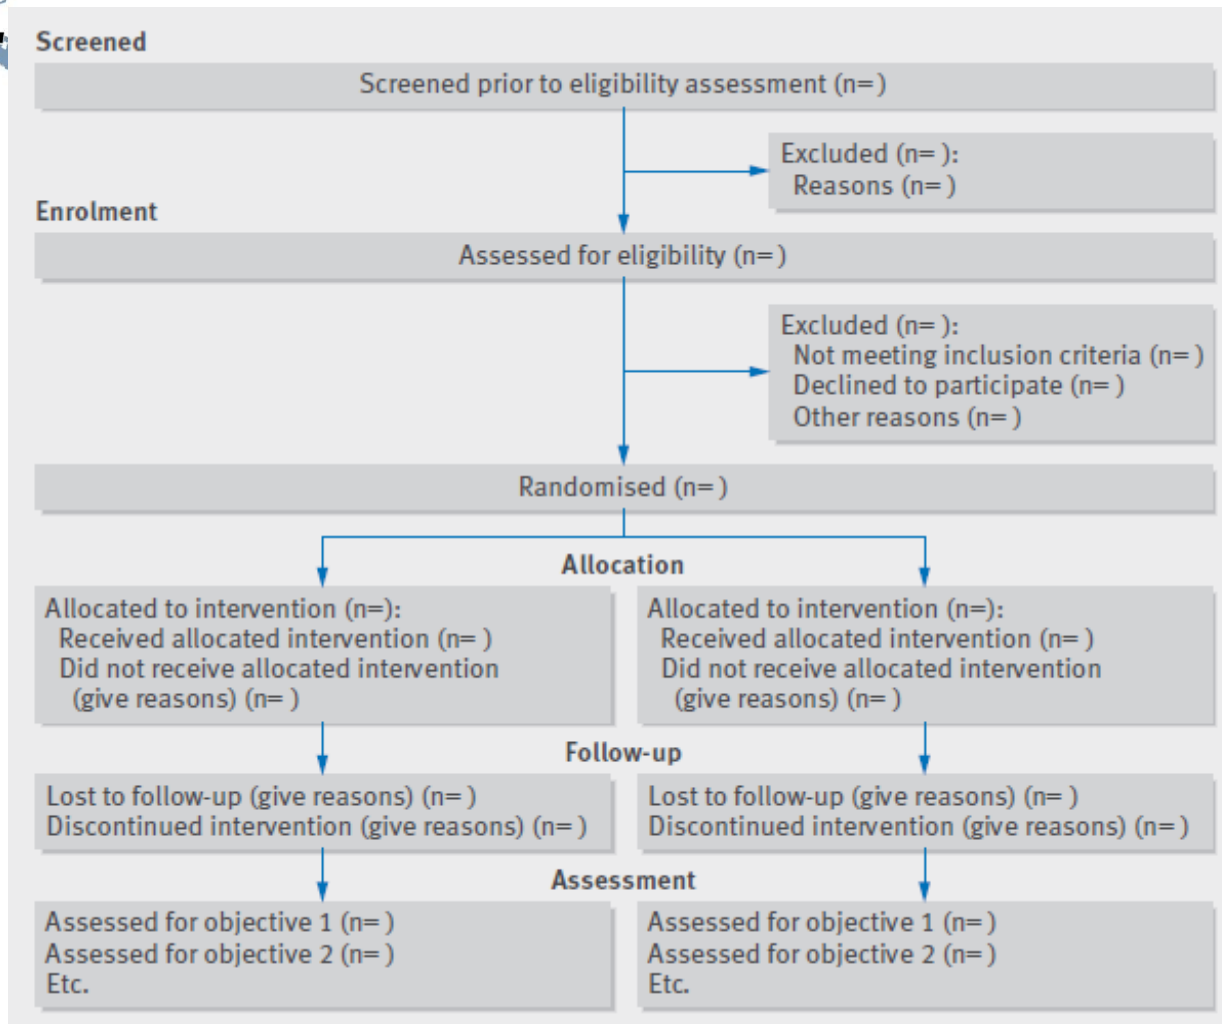 Screened
Screened prior to eligibility assessment (n= )
Excluded (n= ):
Reasons (n= )
Enrolment
Assessed for eligibility (n= )
Excluded (n= ):
Not meeting inclusion criteria (n= )
Declined to participate (n= )
Other reasons (n= )
Randomised (n= )
Allocation
Allocated to intervention (n=):
Received allocated intervention (n= )
Did not receive allocated intervention
(give reasons) (n= )
Allocated to intervention (n=):
Received allocated intervention (n= )
Did not receive allocated intervention
(give reasons) (n= )
Follow-up
Lost to follow-up (give reasons) (n= )
Discontinued intervention (give reasons) (n= )
Lost to follow-up (give reasons) (n= )
Discontinued intervention (give reasons) (n= )
Assessment
Assessed for objective 1 (n= )
Assessed for objective 2 (n= )
Etc.
Assessed for objective 1 (n= )
Assessed for objective 2 (n= )
Etc.